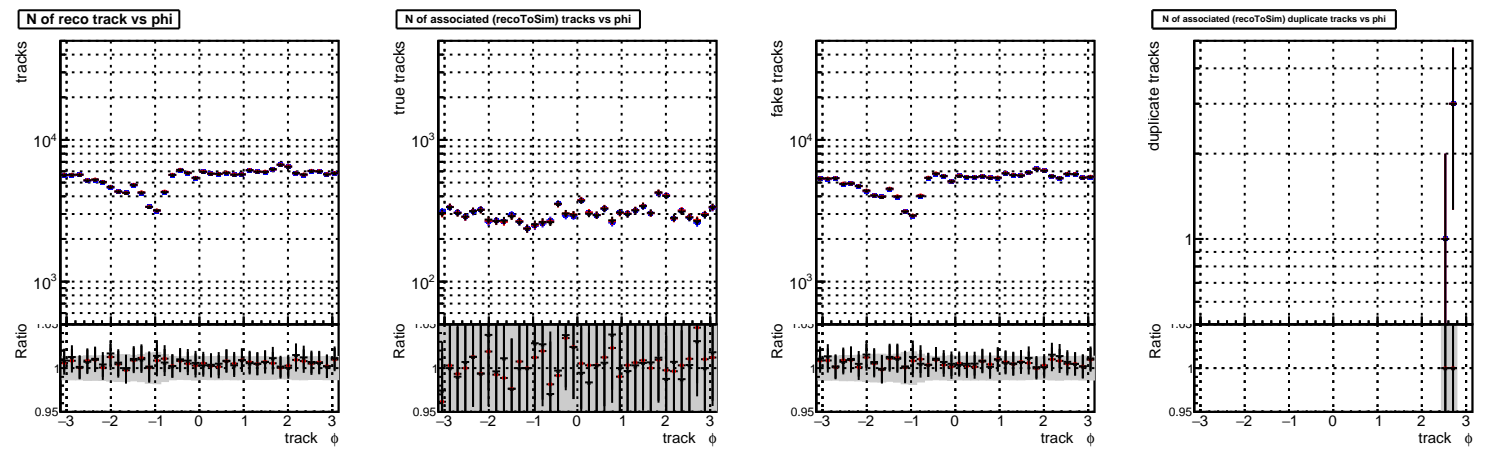 N of reco track vs phi
tracks
10^4
10^3
Ratio
1
0.95
−3 −2 −1 0 1 2 3
track ϕ
N of associated (recoToSim) tracks vs phi
true tracks
10^3
10^2
Ratio
1
0.95
−3 −2 −1 0 1 2 3
track ϕ
fake tracks
10^4
10^3
Ratio
1
0.95
−3 −2 −1 0 1 2 3
track ϕ
N of associated (recoToSim) duplicate tracks vs phi
duplicate tracks
1
Ratio
1
0.95
−3 −2 −1 0 1 2 3
track ϕ